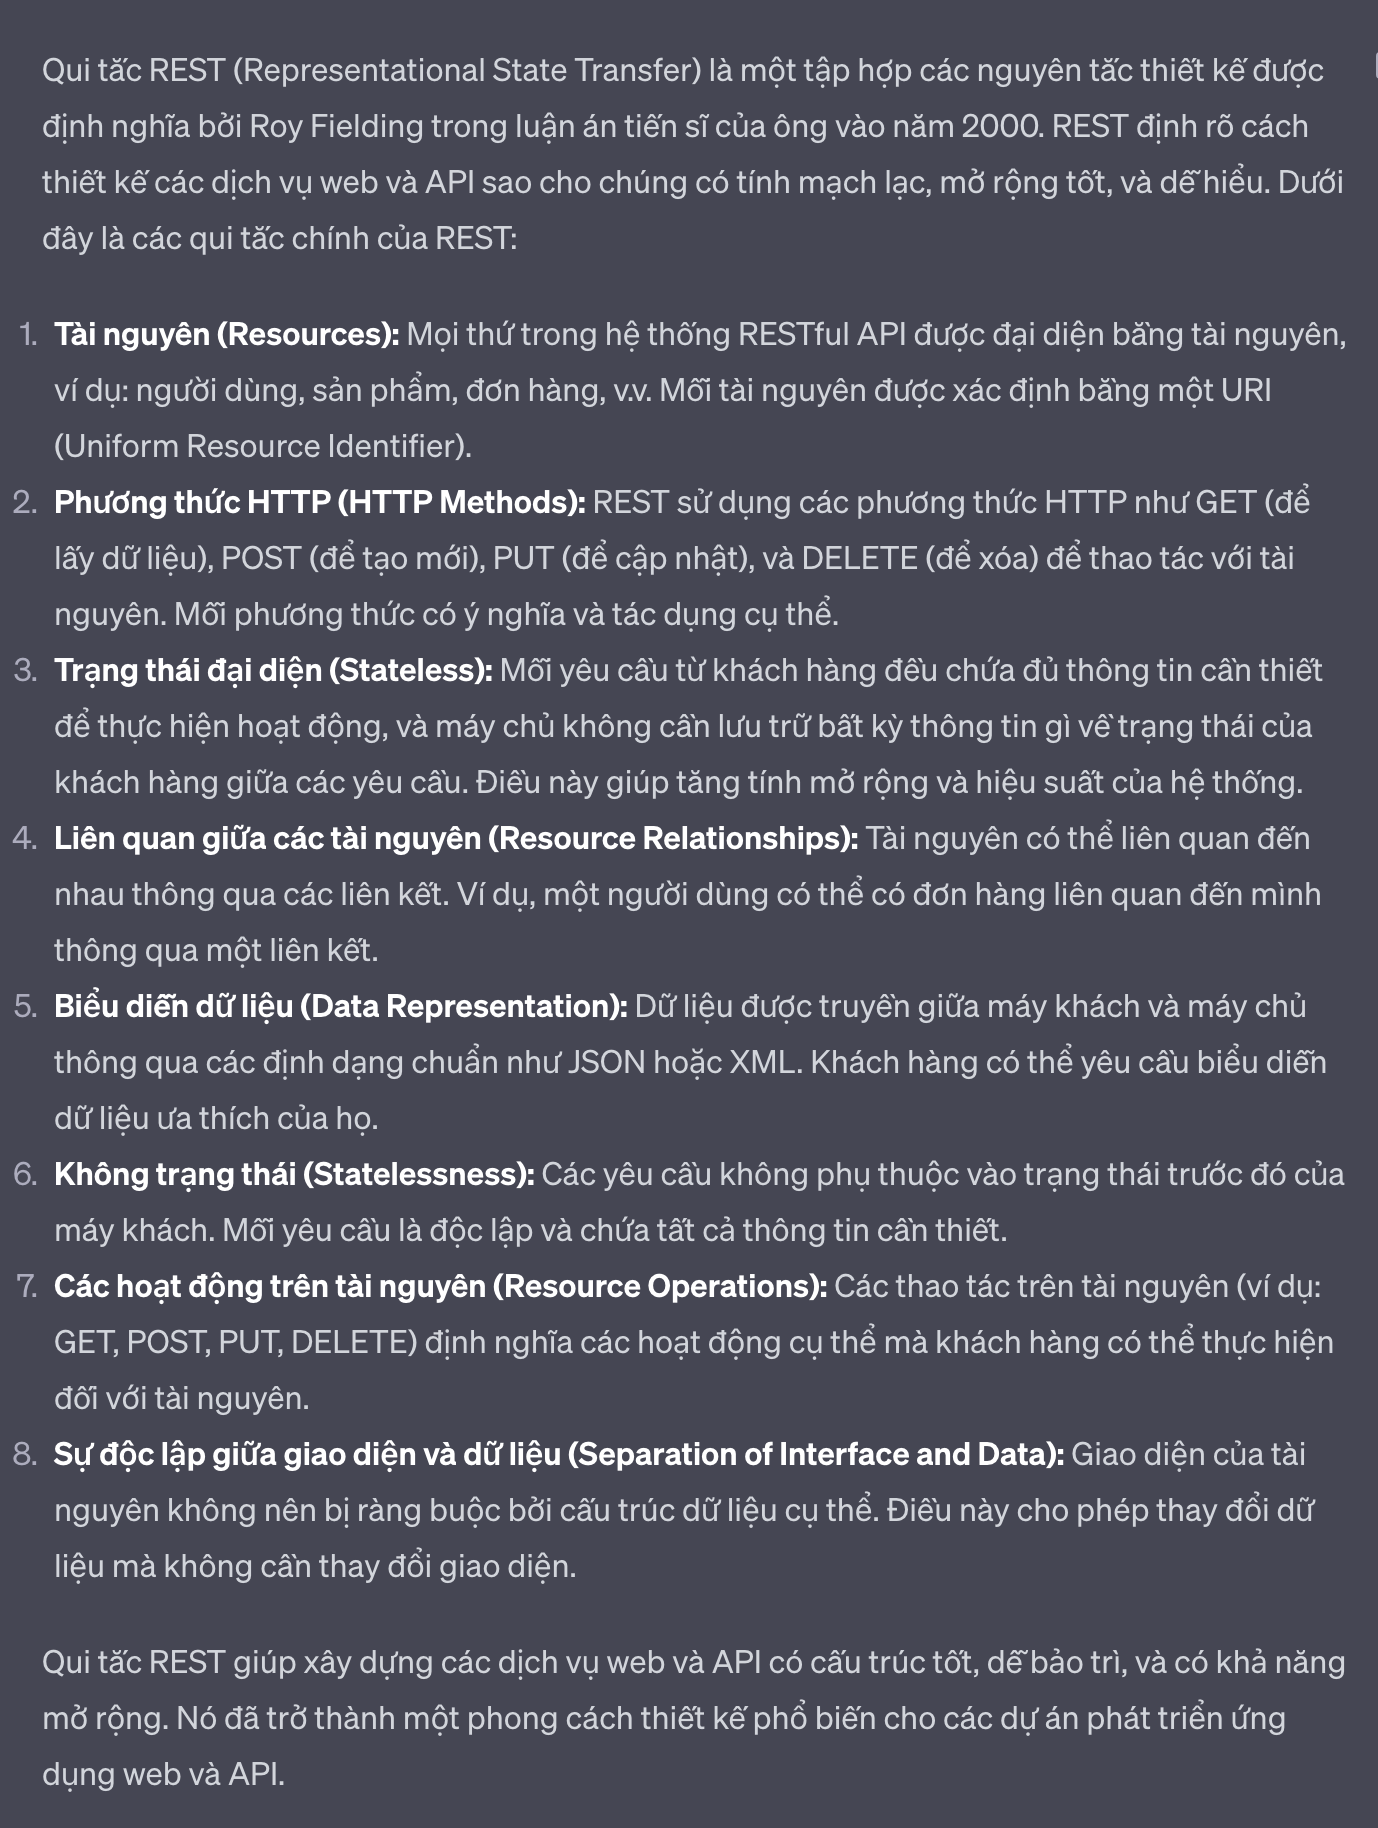 Qui tắc REST (Representational State Transfer) là một tập hợp các nguyên tắc thiết kế được
định nghĩa bởi Roy Fielding trong luận án tiến sĩ của ông vào năm 2000. REST định rõ cách
thiết kế các dịch vụ web và API sao cho chúng có tính mạch lạc, mở rộng tốt, và dễ hiểu. Dưới
đây là các qui tắc chính của REST:
1. Tài nguyên (Resources): Mọi thứ trong hệ thống RESTful API được đại diện bằng tài nguyên,
ví dụ: người dùng, sản phẩm, đơn hàng, v.v. Mỗi tài nguyên được xác định bằng một URI
(Uniform Resource Identifier).
2. Phương thức HTTP (HTTP Methods): REST sử dụng các phương thức HTTP như GET (để
lấy dữ liệu), POST (để tạo mới), PUT (để cập nhật), và DELETE (để xóa) để thao tác với tài
nguyên. Mỗi phương thức có ý nghĩa và tác dụng cụ thể.
3. Trạng thái đại diện (Stateless): Mỗi yêu cầu từ khách hàng đều chứa đủ thông tin cần thiết
để thực hiện hoạt động, và máy chủ không cần lưu trữ bất kỳ thông tin gì về trạng thái của
khách hàng giữa các yêu cầu. Điều này giúp tăng tính mở rộng và hiệu suất của hệ thống.
4. Liên quan giữa các tài nguyên (Resource Relationships): Tài nguyên có thể liên quan đến
nhau thông qua các liên kết. Ví dụ, một người dùng có thể có đơn hàng liên quan đến mình
thông qua một liên kết.
5. Biểu diễn dữ liệu (Data Representation): Dữ liệu được truyền giữa máy khách và máy chủ
thông qua các định dạng chuẩn như JSON hoặc XML. Khách hàng có thể yêu cầu biểu diễn
dữ liệu ưa thích của họ.
6. Không trạng thái (Statelessness): Các yêu cầu không phụ thuộc vào trạng thái trước đó của
máy khách. Mỗi yêu cầu là độc lập và chứa tất cả thông tin cần thiết.
7. Các hoạt động trên tài nguyên (Resource Operations): Các thao tác trên tài nguyên (ví dụ:
GET, POST, PUT, DELETE) định nghĩa các hoạt động cụ thể mà khách hàng có thể thực hiện
đối với tài nguyên.
8. Sự độc lập giữa giao diện và dữ liệu (Separation of Interface and Data): Giao diện của tài
nguyên không nên bị ràng buộc bởi cấu trúc dữ liệu cụ thể. Điều này cho phép thay đổi dữ
liệu mà không cần thay đổi giao diện.
Qui tắc REST giúp xây dựng các dịch vụ web và API có cấu trúc tốt, dễ bảo trì, và có khả năng
mở rộng. Nó đã trở thành một phong cách thiết kế phổ biến cho các dự án phát triển ứng
dụng web và API.